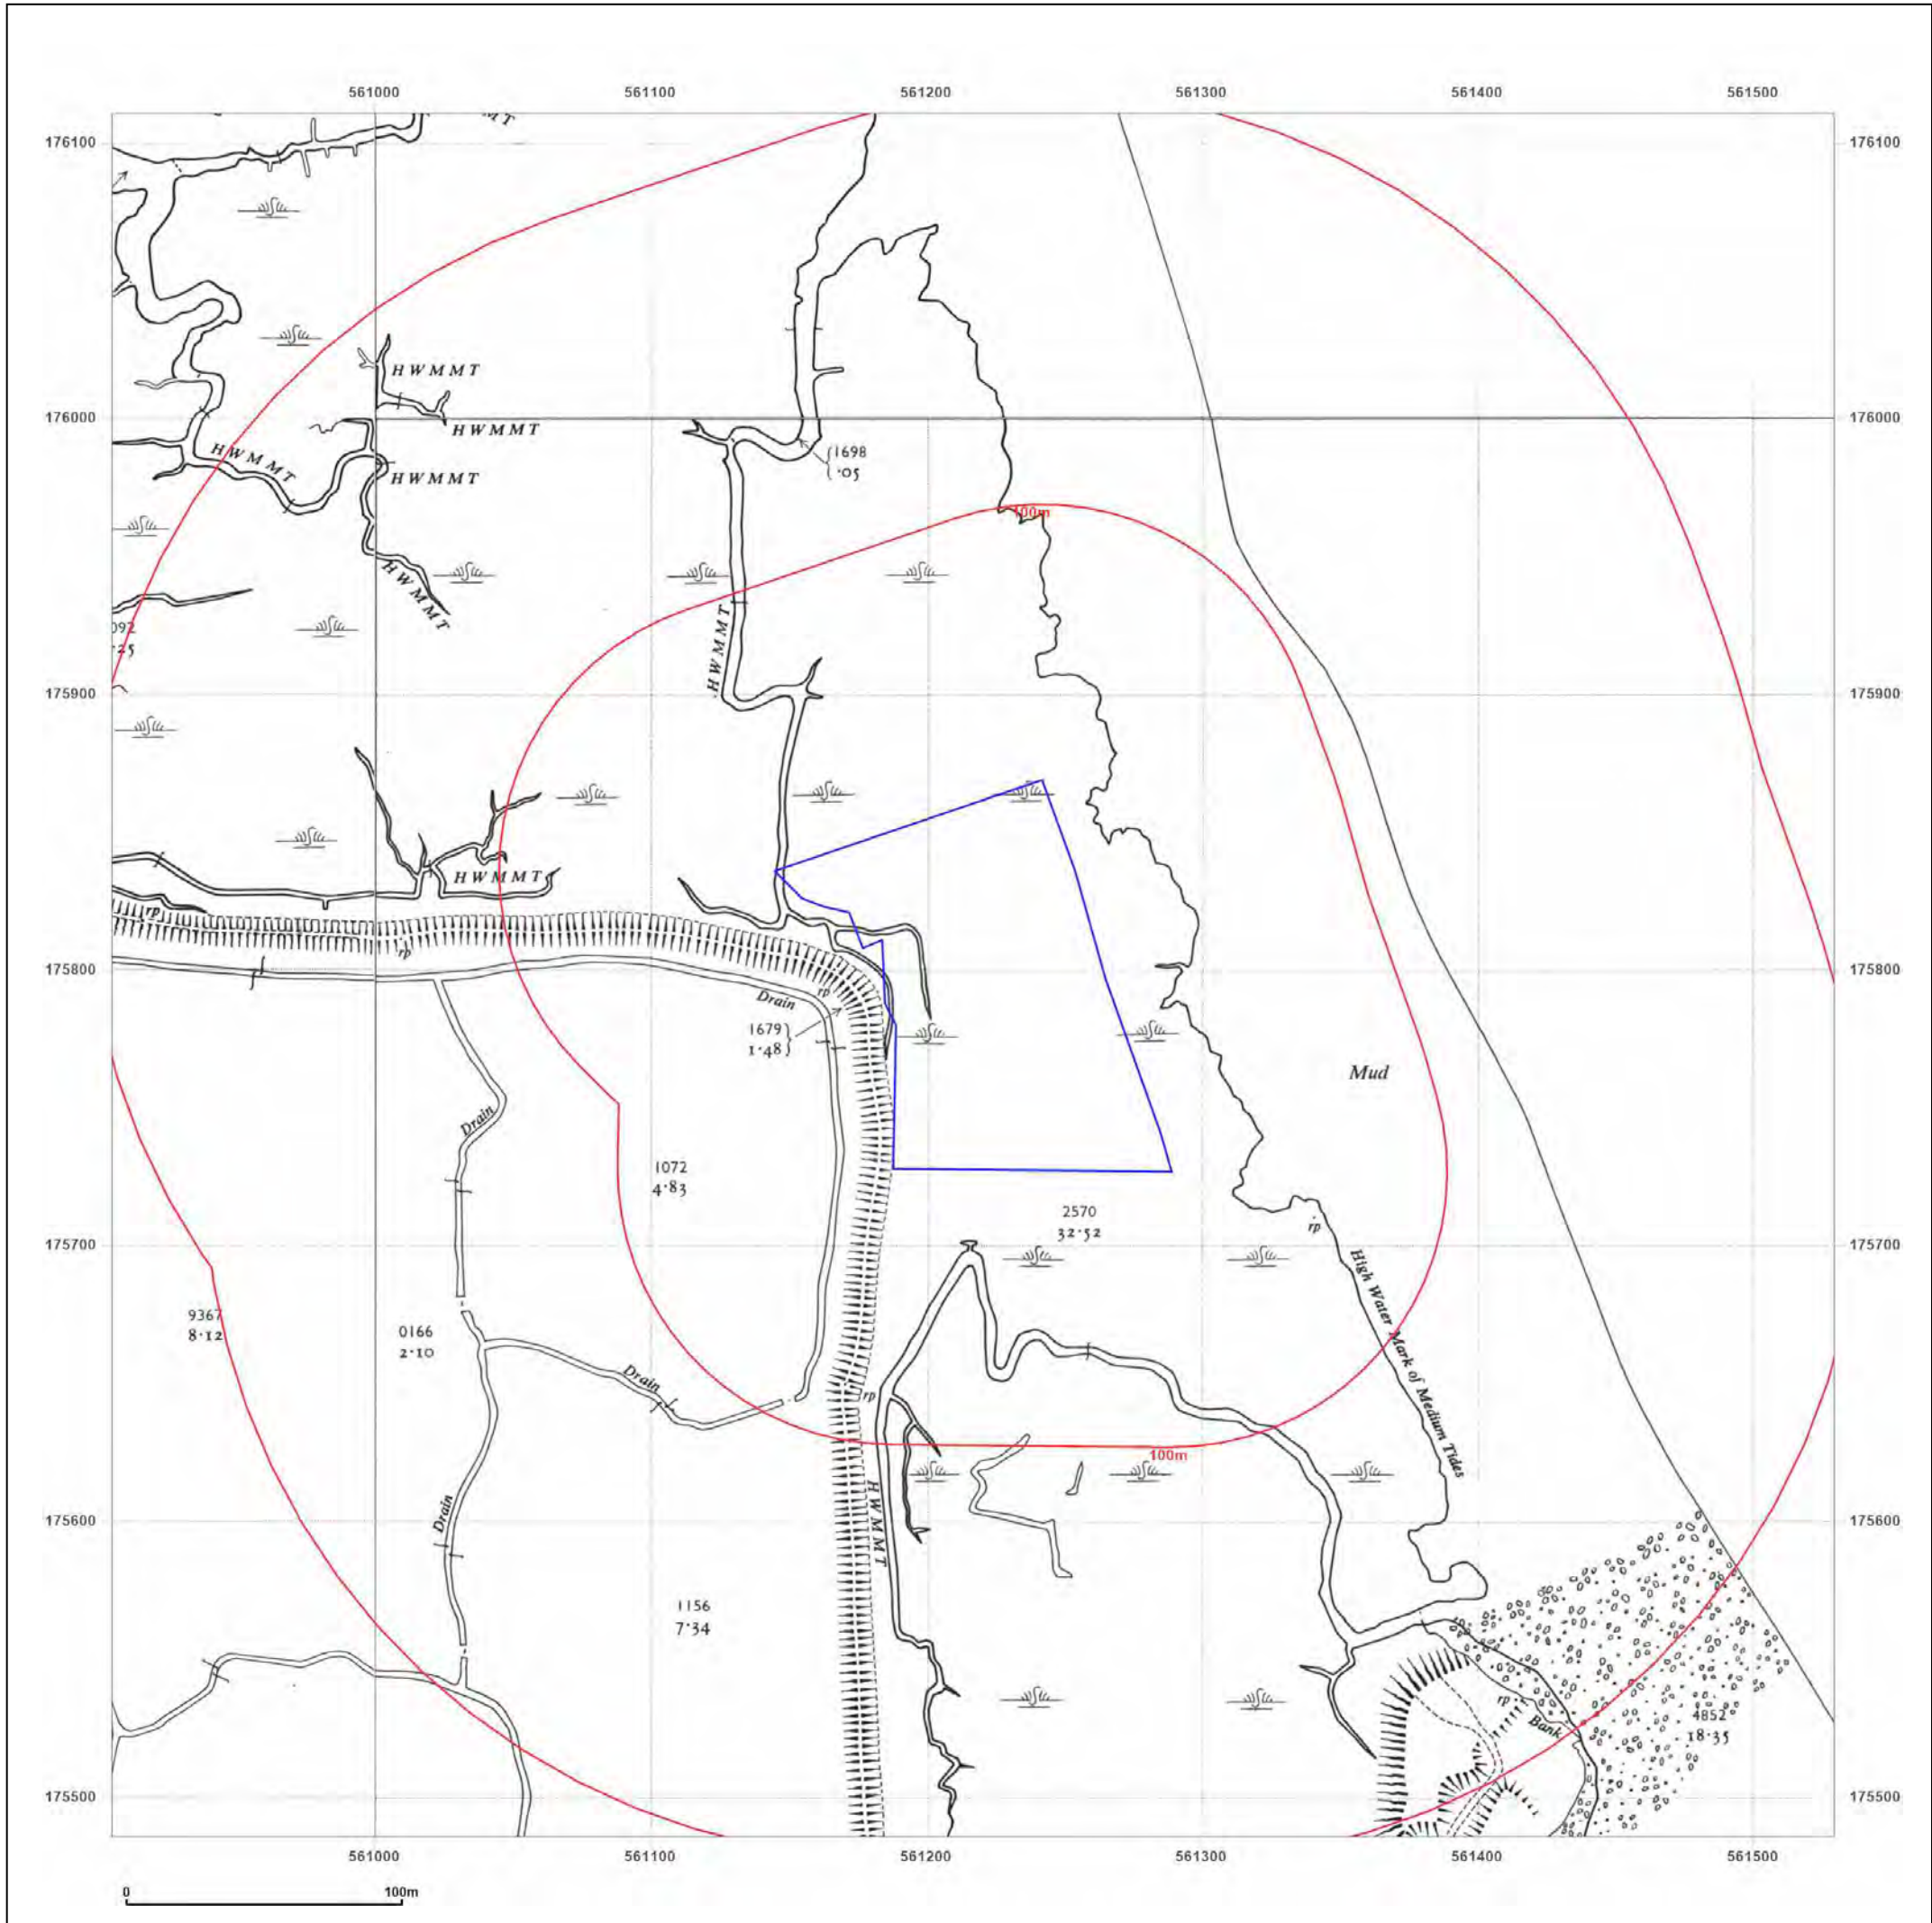 561000 561100 561200 561300 561400 561500
176100 176100
HWMMT
176000 176000
HWMMT
HWMMT
HWMMT
{1698
·05
100m
HWMMT
HWMMT
·25
175900 175900
HWMMT
rp
rp
175800 175800
Drain
rp
1679}
1·48
Mud
Drain
1072
4·83
2570
32·52
rp
175700 175700
High Water Mark of Medium Tides
9367
8·12
0166
2·10
Drain
rp
100m
HWMMT
175600 175600
Drain
1156
7·34
rp
Bank
4852
18·35
175500 175500
561000 561100 561200 561300 561400 561500
0 100m